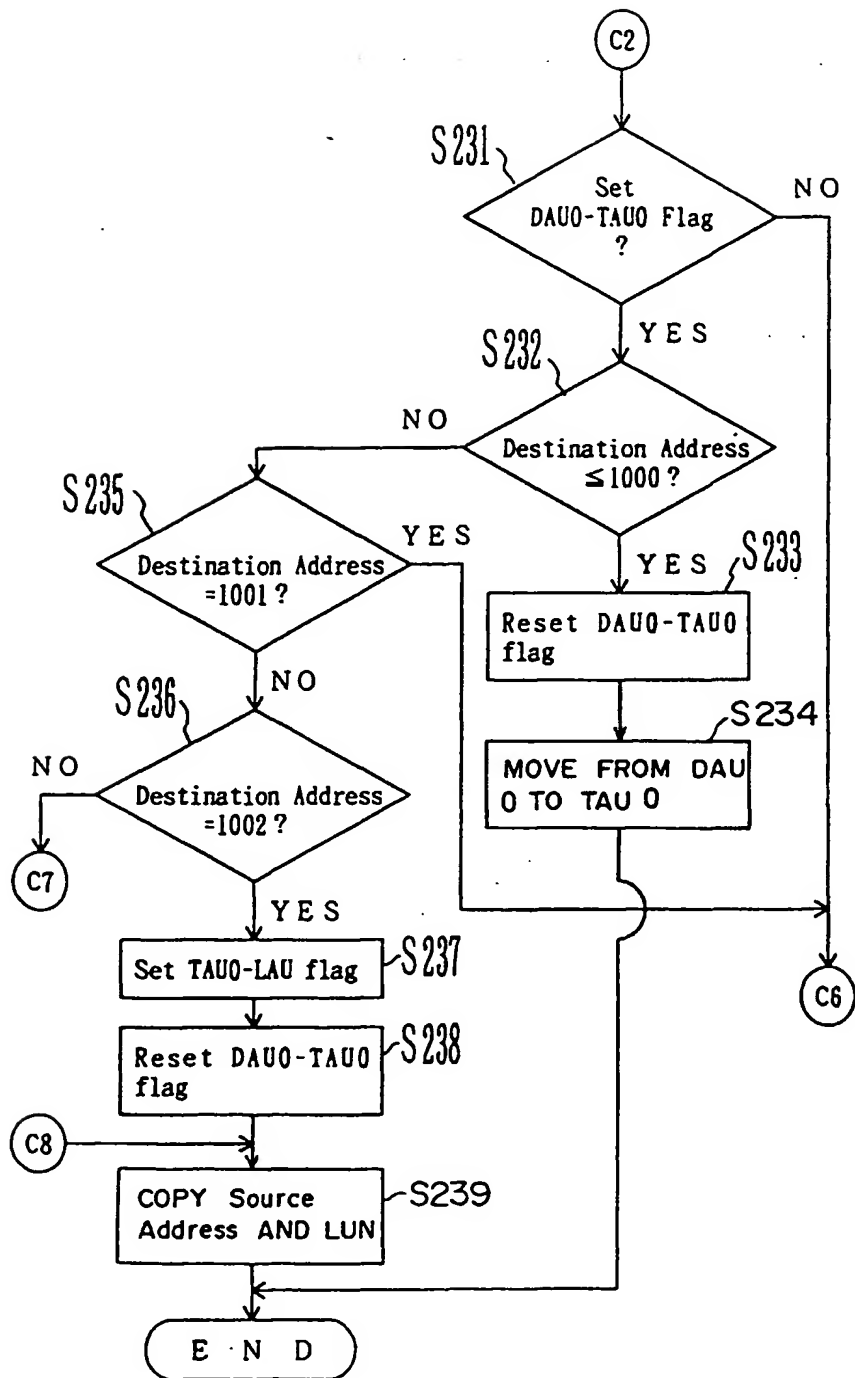 C2
S231
Set
DAU0-TAU0 Flag
?
NO
YES
S232
NO
Destination Address
≦1000?
S235
YES
YES
S233
Destination Address
=1001?
Reset DAU0-TAU0
flag
NO
S236
S234
NO
Destination Address
=1002?
MOVE FROM DAU
0 TO TAU 0
C7
YES
Set TAU0-LAU flag
S237
C6
Reset DAU0-TAU0
flag
S238
C8
COPY Source
Address AND LUN
S239
END